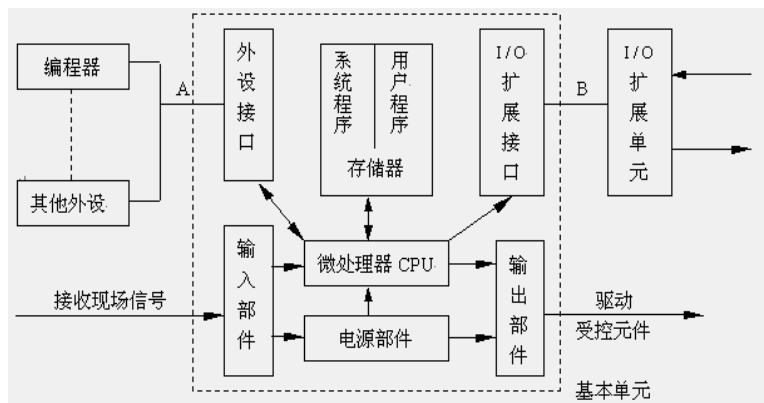 编程器
其他外设
A
外设接口
系统程序
用户程序
存储器
I/O扩展接口
B
I/O扩展单元
接收现场信号
输入部件
微处理器 CPU
电源部件
输出部件
驱动
受控元件
基本单元